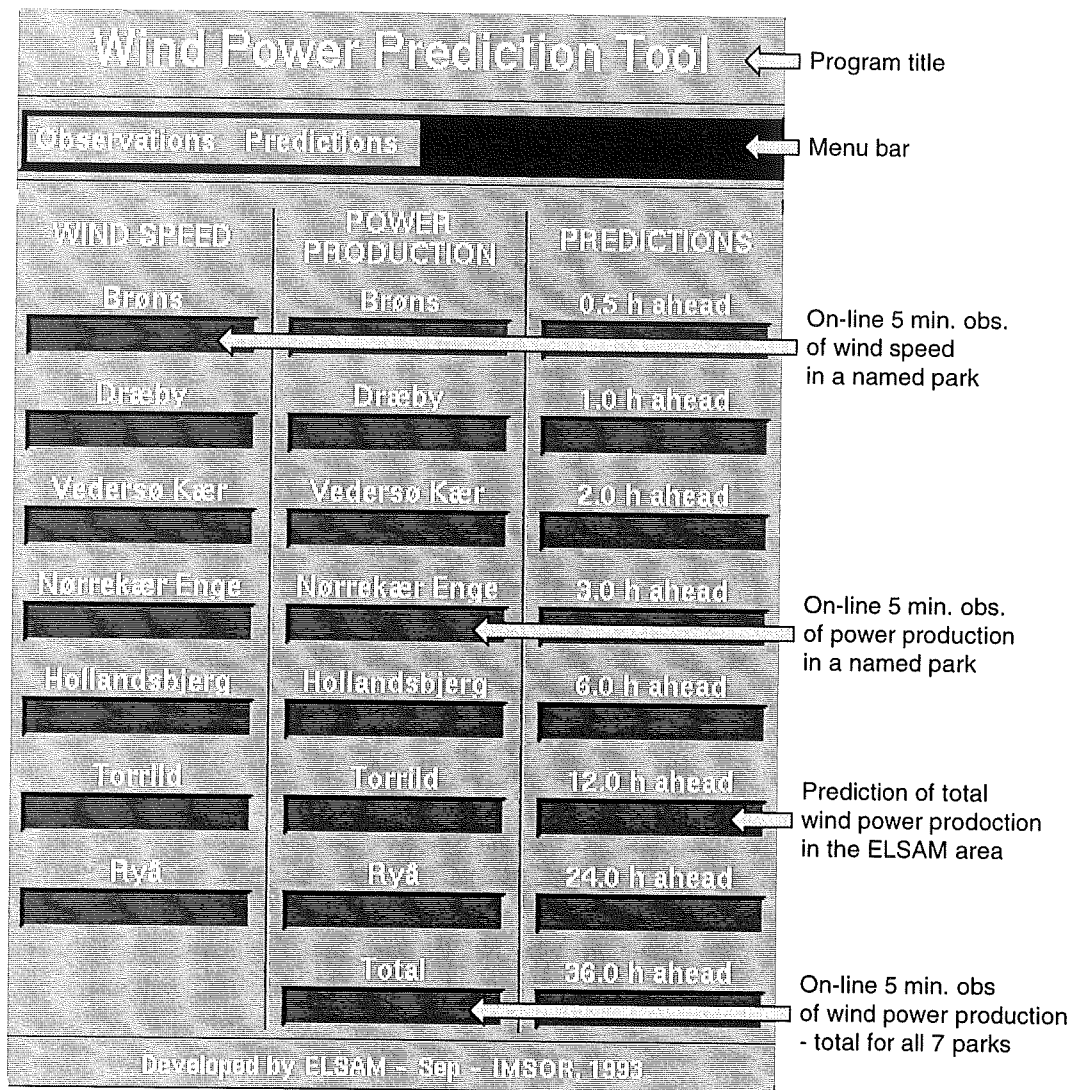 Wind Power Prediction Tool
Program title
Observations Predictions
Menu bar
WIND SPEED
POWER
PRODUCTION
PREDICTIONS
Brøns
Brøns
0.5 h ahead
On-line 5 min. obs.
of wind speed
in a named park
Dræby
Dræby
1.0 h ahead
Vedersø Kær
Vedersø Kær
2.0 h ahead
Nørrekær Enge
Nørrekær Enge
3.0 h ahead
On-line 5 min. obs.
of power production
in a named park
Hollandsbjerg
Hollandsbjerg
6.0 h ahead
Torrild
Torrild
12.0 h ahead
Prediction of total
wind power prodoction
in the ELSAM area
Ryå
Ryå
24.0 h ahead
Total
36.0 h ahead
On-line 5 min. obs
of wind power production
- total for all 7 parks
Developed by ELSAM - Sep - IMSOR, 1993